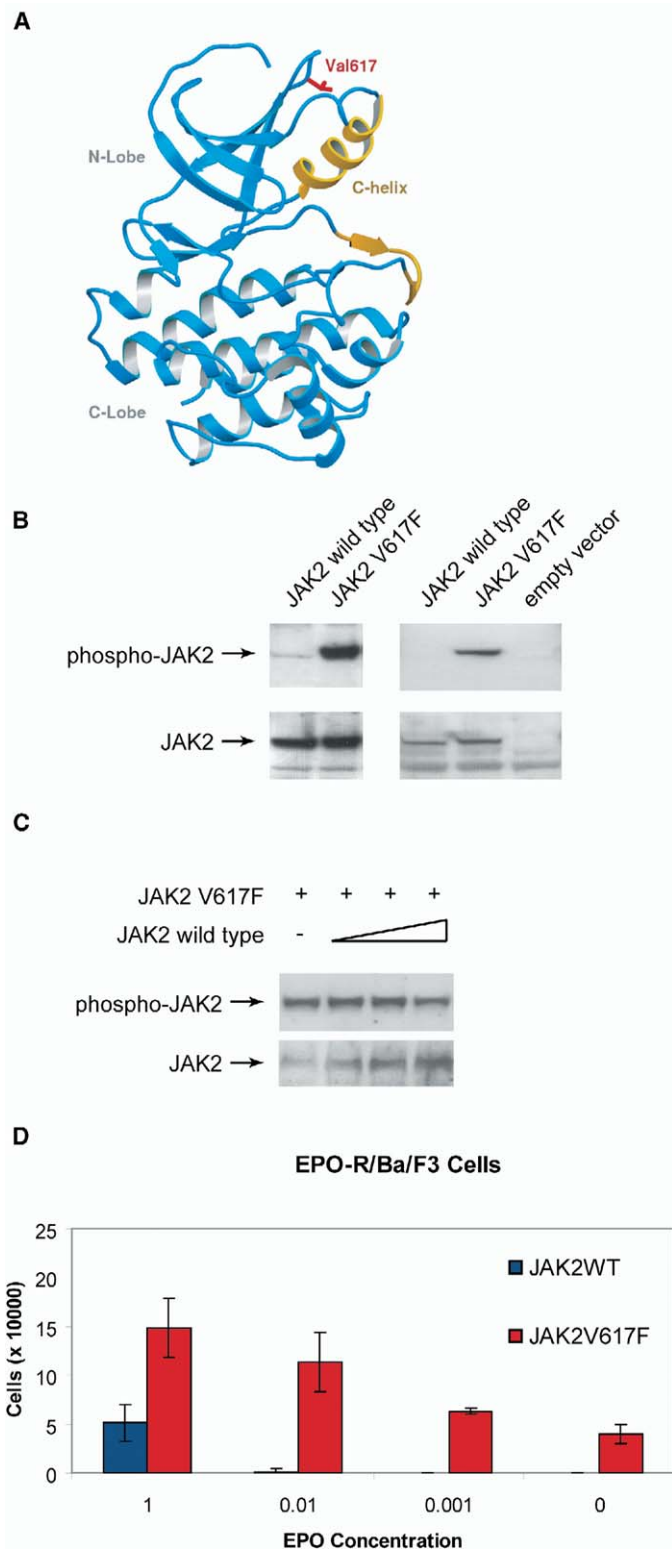 A
Val617
N-Lobe
C-helix
C-Lobe
B
JAK2 wild type
JAK2 V617F
JAK2 wild type
JAK2 V617F
empty vector
phospho-JAK2
JAK2
C
JAK2 V617F + + + +
JAK2 wild type -
phospho-JAK2
JAK2
D
EPO-R/Ba/F3 Cells
25
20
15
10
5
0
Cells (x 10000)
JAK2WT
JAK2V617F
1 0.01 0.001 0
EPO Concentration